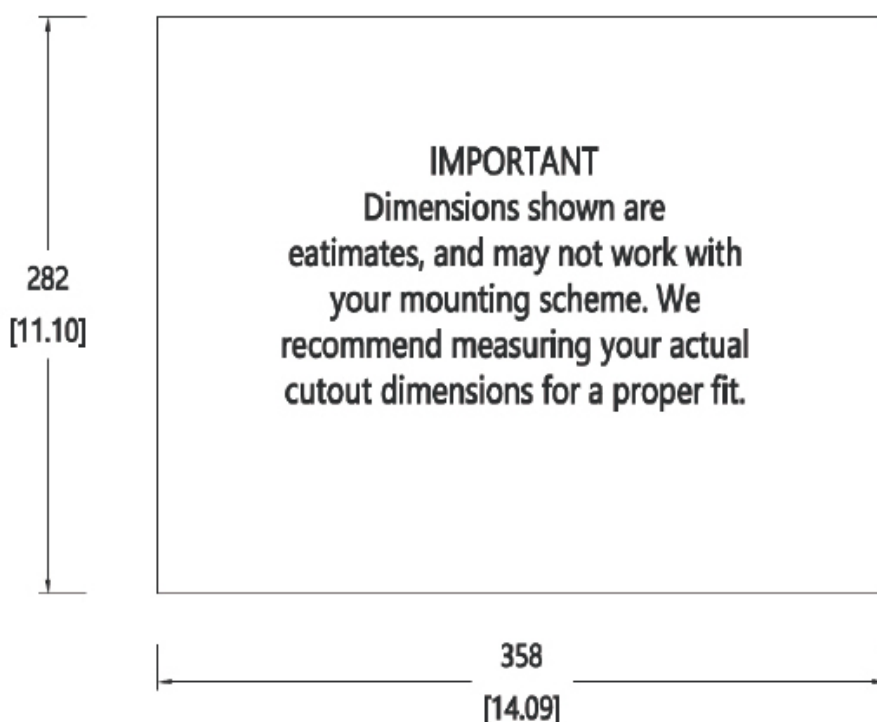 IMPORTANT
Dimensions shown are
eatimates, and may not work with
your mounting scheme. We
recommend measuring your actual
cutout dimensions for a proper fit.
282
[11.10]
358
[14.09]